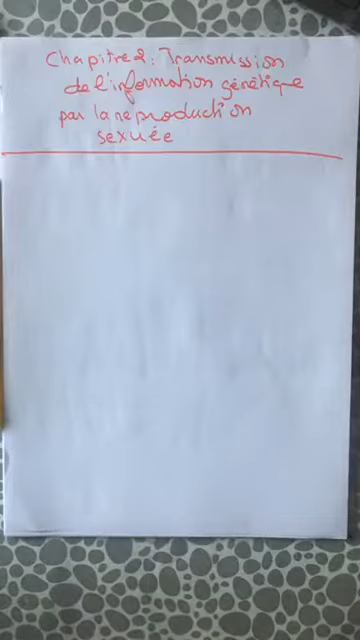 Chapitre 2: Transmission
de l'information génétique
par la reproduction
sexuée